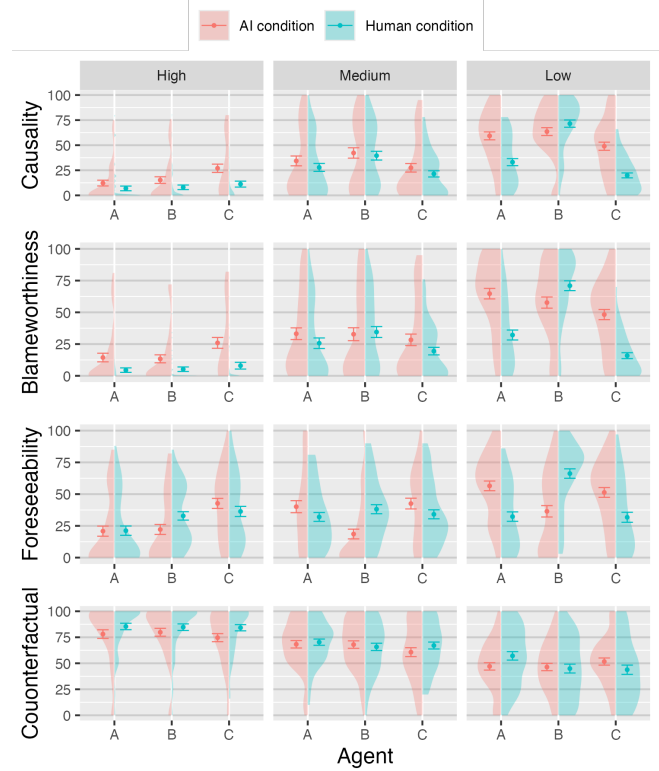 AI condition Human condition
High Medium Low
Causality
100
75
50
25
0
A B C A B C A B C
Blameworthiness
100
75
50
25
0
A B C A B C A B C
Foreseeability
100
75
50
25
0
A B C A B C A B C
Couonterfactual
100
75
50
25
0
A B C A B C A B C
Agent